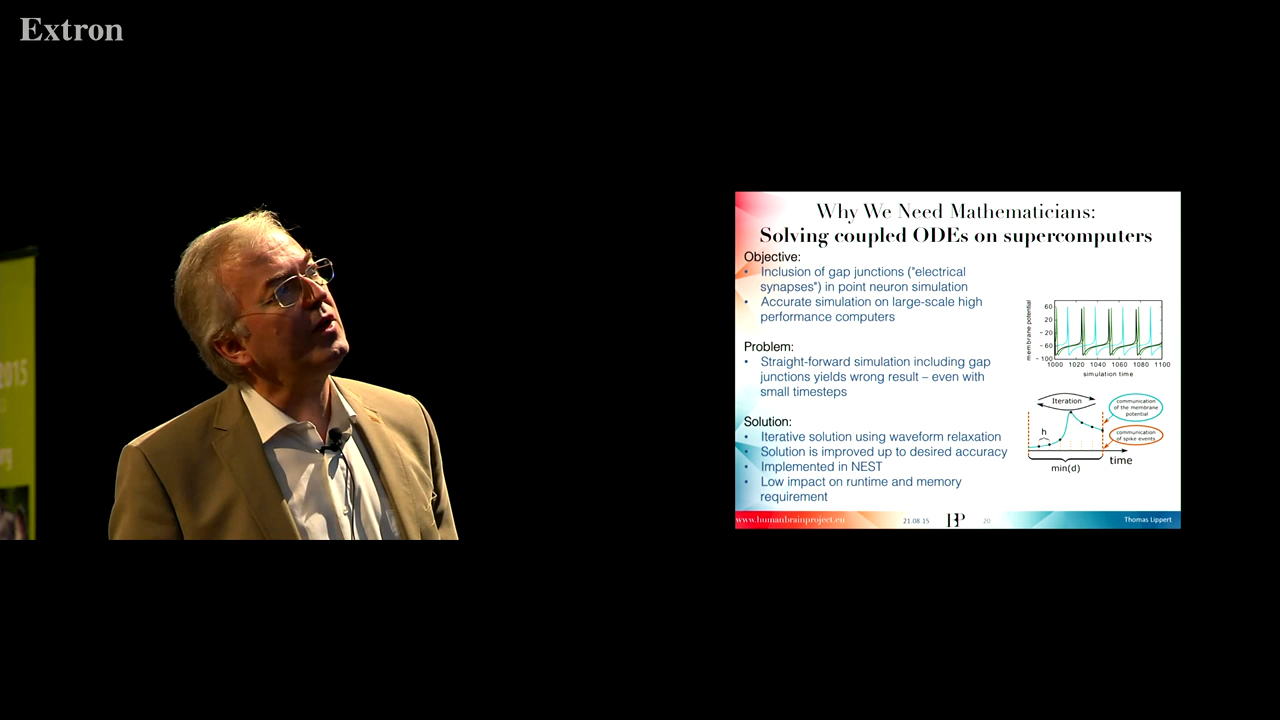 Extron
2015
Why We Need Mathematicians:
Solving coupled ODEs on supercomputers
Objective:
• Inclusion of gap junctions ("electrical
synapses") in point neuron simulation
• Accurate simulation on large-scale high
performance computers
Problem:
• Straight-forward simulation including gap
junctions yields wrong result – even with
small timesteps
Solution:
• Iterative solution using waveform relaxation
• Solution is improved up to desired accuracy
• Implemented in NEST
• Low impact on runtime and memory
requirement
membrane potential
60
20
− 20
− 60
− 100
1000 1020 1040 1060 1080 1100
simulation time
Iteration
communication
of the membrane
potential
h
communication
of spike events
time
min(d)
www.humanbrainproject.eu
21.08.15
20
Thomas Lippert